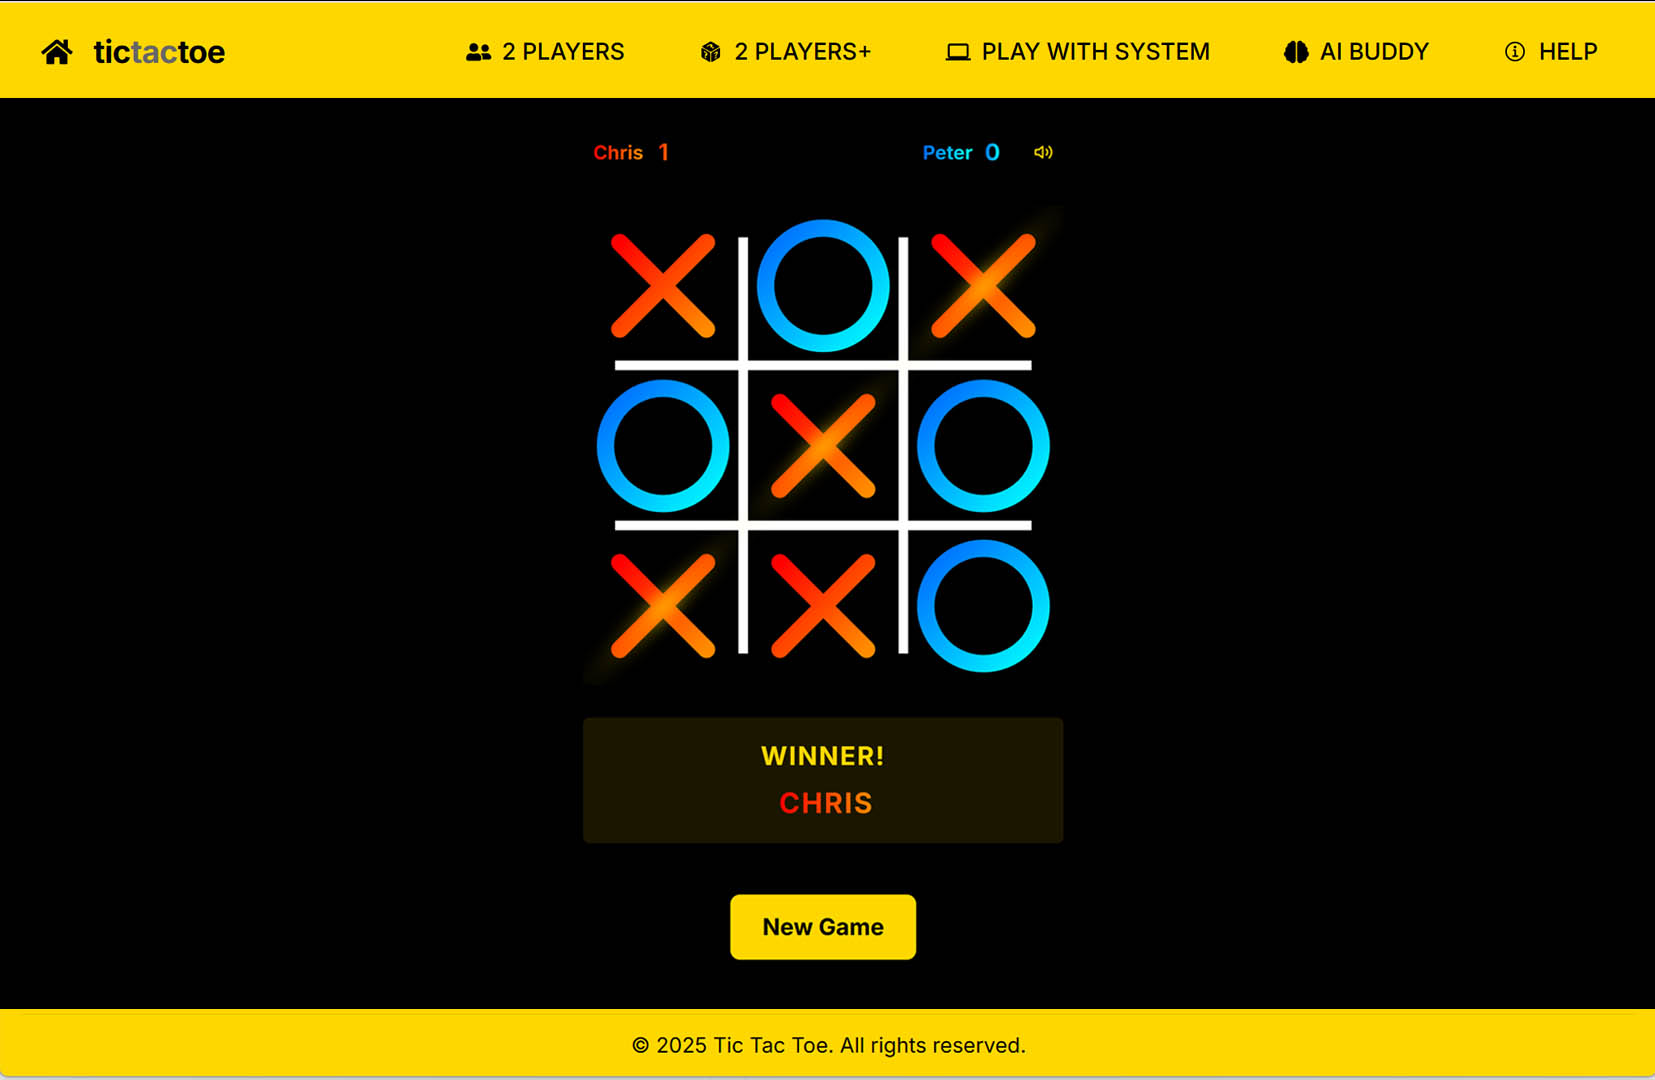 tictactoe 2 PLAYERS 2 PLAYERS+ PLAY WITH SYSTEM AI BUDDY HELP
Chris 1 Peter 0
WINNER!
CHRIS
New Game
© 2025 Tic Tac Toe. All rights reserved.